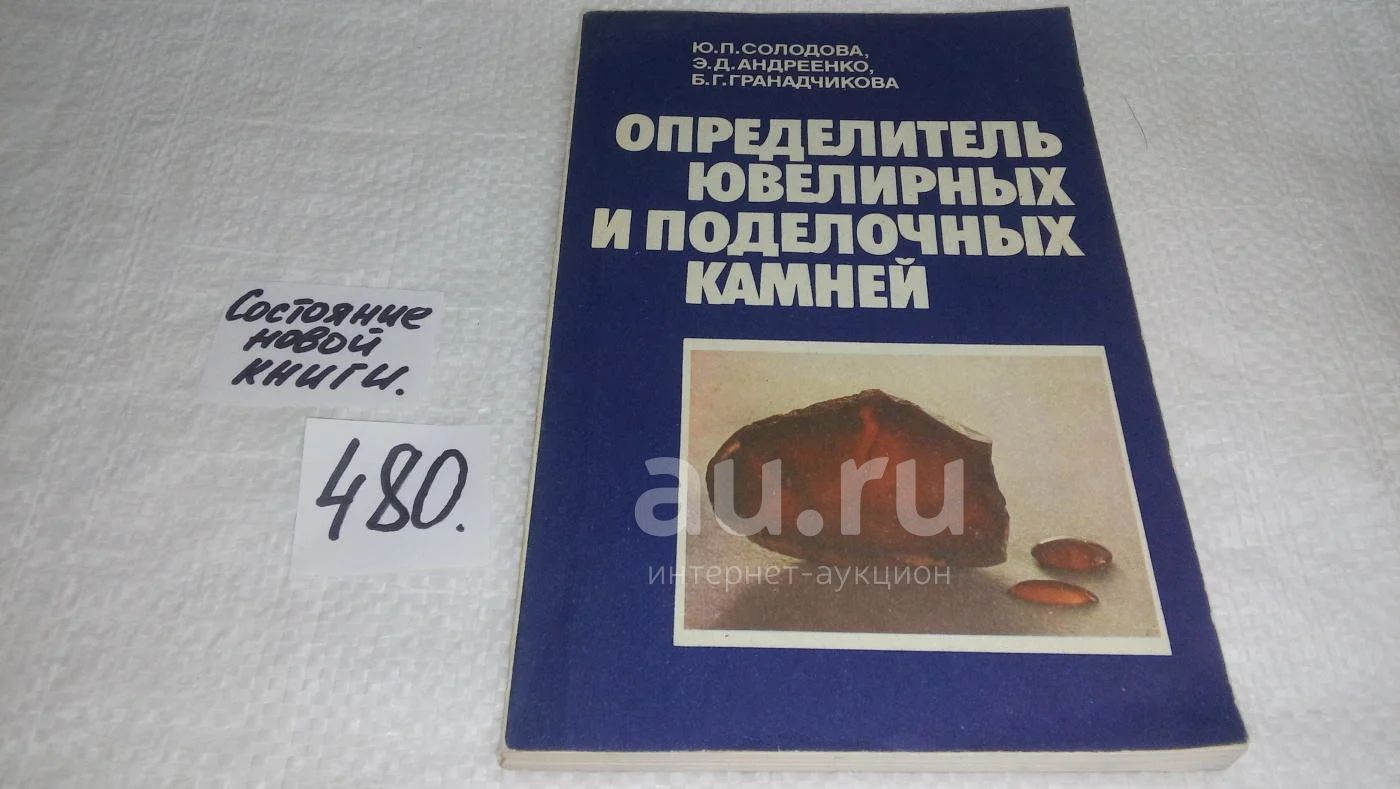 Ю.П.СОЛОДОВА,
Э.Д.АНДРЕЕНКО,
Б.Г.ГРАНАДЧИКОВА
ОПРЕДЕЛИТЕЛЬ
ЮВЕЛИРНЫХ
И ПОДЕЛОЧНЫХ
КАМНЕЙ
Состояние
новой
книги.
480.
au.ru
интернет-аукцион